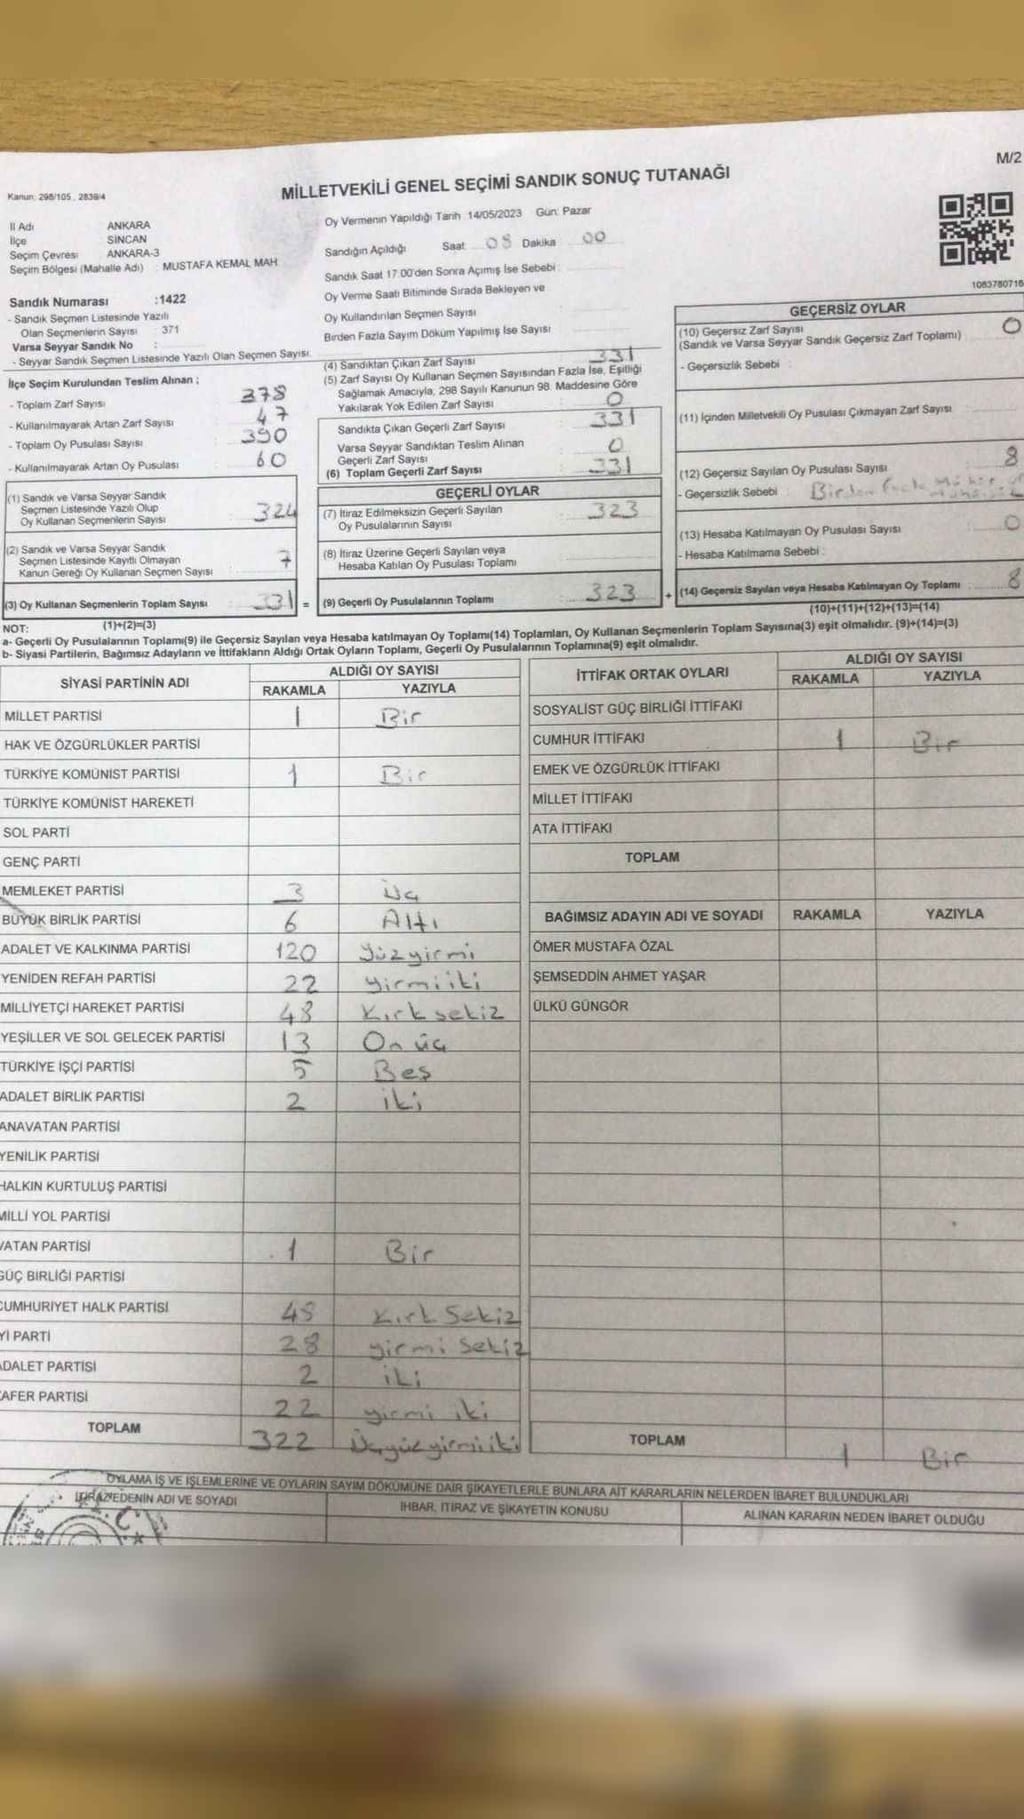 M/2
Kanun: 298/105, 2839/4
MİLLETVEKİLİ GENEL SEÇİMİ SANDIK SONUÇ TUTANAĞI
İl Adı ANKARA
İlçe SİNCAN
Seçim Çevresi ANKARA-3
Seçim Bölgesi (Mahalle Adı) : MUSTAFA KEMAL MAH
Sandık Numarası :1422
- Sandık Seçmen Listesinde Yazılı
Olan Seçmenlerin Sayısı : 371
Varsa Seyyar Sandık No :
- Seyyar Sandık Seçmen Listesinde Yazılı Olan Seçmen Sayısı:
Oy Vermenin Yapıldığı Tarih 14/05/2023 Gün: Pazar
Sandığın Açıldığı Saat 08 Dakika 00
Sandık Saat 17.00'den Sonra Açımış İse Sebebi :
Oy Verme Saati Bitiminde Sırada Bekleyen ve
Oy Kullandırılan Seçmen Sayısı
Birden Fazla Sayım Döküm Yapılmış İse Sayısı
1083780716
İlçe Seçim Kurulundan Teslim Alınan ;
- Toplam Zarf Sayısı 378
- Kullanılmayarak Artan Zarf Sayısı 47
- Toplam Oy Pusulası Sayısı 390
- Kullanılmayarak Artan Oy Pusulası 60
(1) Sandık ve Varsa Seyyar Sandık
Seçmen Listesinde Yazılı Olup
Oy Kullanan Seçmenlerin Sayısı 324
(2) Sandık ve Varsa Seyyar Sandık
Seçmen Listesinde Kayıtlı Olmayan
Kanun Gereği Oy Kullanan Seçmen Sayısı 7
(3) Oy Kullanan Seçmenlerin Toplam Sayısı 331 =
(4) Sandıktan Çıkan Zarf Sayısı 331
(5) Zarf Sayısı Oy Kullanan Seçmen Sayısından Fazla İse, Eşitliği
Sağlamak Amacıyla, 298 Sayılı Kanunun 98. Maddesine Göre
Yakılarak Yok Edilen Zarf Sayısı 0
Sandıkta Çıkan Geçerli Zarf Sayısı 331
Varsa Seyyar Sandıktan Teslim Alınan
Geçerli Zarf Sayısı 0
(6) Toplam Geçerli Zarf Sayısı 331
GEÇERLİ OYLAR
(7) İtiraz Edilmeksizin Geçerli Sayılan
Oy Pusulalarının Sayısı 323
(8) İtiraz Üzerine Geçerli Sayılan veya
Hesaba Katılan Oy Pusulası Toplamı
(9) Geçerli Oy Pusulalarının Toplamı 323 +
GEÇERSİZ OYLAR
(10) Geçersiz Zarf Sayısı 0
(Sandık ve Varsa Seyyar Sandık Geçersiz Zarf Toplamı)
- Geçersizlik Sebebi :
(11) İçinden Milletvekili Oy Pusulası Çıkmayan Zarf Sayısı
(12) Geçersiz Sayılan Oy Pusulası Sayısı 8
- Geçersizlik Sebebi Birden Fazla
(13) Hesaba Katılmayan Oy Pusulası Sayısı 0
- Hesaba Katılmama Sebebi :
(14) Geçersiz Sayılan veya Hesaba Katılmayan Oy Toplamı 8
NOT: (1)+(2)=(3)
(10)+(11)+(12)+(13)=(14)
a- Geçerli Oy Pusulalarının Toplamı(9) ile Geçersiz Sayılan veya Hesaba katılmayan Oy Toplamı(14) Toplamları, Oy Kullanan Seçmenlerin Toplam Sayısına(3) eşit olmalıdır. (9)+(14)=(3)
b- Siyasi Partilerin, Bağımsız Adayların ve İttifakların Aldığı Ortak Oyların Toplamı, Geçerli Oy Pusulalarının Toplamına(9) eşit olmalıdır.
SİYASİ PARTİNİN ADI ALDIĞI OY SAYISI
RAKAMLA YAZIYLA
MİLLET PARTİSİ 1 Bir
HAK VE ÖZGÜRLÜKLER PARTİSİ
TÜRKİYE KOMÜNİST PARTİSİ 1 Bir
TÜRKİYE KOMÜNİST HAREKETİ
SOL PARTİ
GENÇ PARTİ
MEMLEKET PARTİSİ 3 Üç
BÜYÜK BİRLİK PARTİSİ 6 Altı
ADALET VE KALKINMA PARTİSİ 120 Yüzyirmi
YENİDEN REFAH PARTİSİ 22 yirmiiki
MİLLİYETÇİ HAREKET PARTİSİ 48 Kırksekiz
YEŞİLLER VE SOL GELECEK PARTİSİ 13 On üç
TÜRKİYE İŞÇİ PARTİSİ 5 Beş
ADALET BİRLİK PARTİSİ 2 iki
ANAVATAN PARTİSİ
YENİLİK PARTİSİ
HALKIN KURTULUŞ PARTİSİ
MİLLİ YOL PARTİSİ
VATAN PARTİSİ 1 Bir
GÜÇ BİRLİĞİ PARTİSİ
CUMHURİYET HALK PARTİSİ 48 Kırk Sekiz
İYİ PARTİ 28 yirmi Sekiz
ADALET PARTİSİ 2 iki
ZAFER PARTİSİ 22 yirmi iki
TOPLAM 322 Üçyüzyirmiiki
İTTİFAK ORTAK OYLARI ALDIĞI OY SAYISI
RAKAMLA YAZIYLA
SOSYALİST GÜÇ BİRLİĞİ İTTİFAKI
CUMHUR İTTİFAKI 1 Bir
EMEK VE ÖZGÜRLÜK İTTİFAKI
MİLLET İTTİFAKI
ATA İTTİFAKI
TOPLAM
BAĞIMSIZ ADAYIN ADI VE SOYADI RAKAMLA YAZIYLA
ÖMER MUSTAFA ÖZAL
ŞEMSEDDİN AHMET YAŞAR
ÜLKÜ GÜNGÖR
TOPLAM 1 Bir
OYLAMA İŞ VE İŞLEMLERİNE VE OYLARIN SAYIM DÖKÜMÜNE DAİR ŞİKAYETLERLE BUNLARA AİT KARARLARIN NELERDEN İBARET BULUNDUKLARI
İTİRAZ EDENİN ADI VE SOYADI
İHBAR, İTİRAZ VE ŞİKAYETİN KONUSU
ALINAN KARARIN NEDEN İBARET OLDUĞU